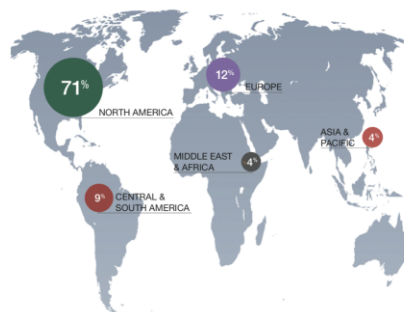 71%
NORTH AMERICA
12%
EUROPE
ASIA &
PACIFIC
4%
MIDDLE EAST
& AFRICA
4%
9%
CENTRAL &
SOUTH AMERICA